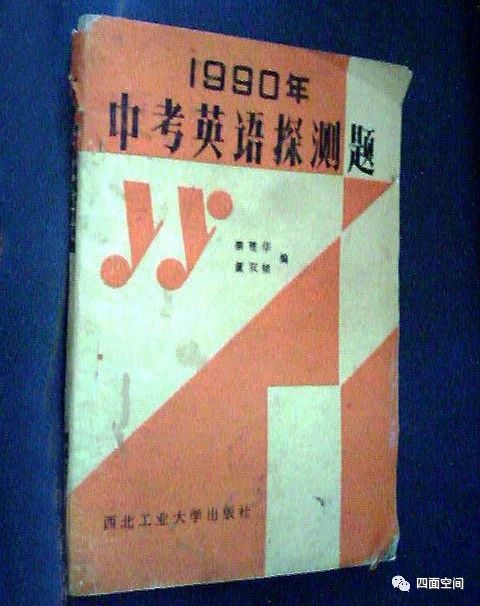 1990年
中考英语探测题
yy
编
西北工业大学出版社
四面空间